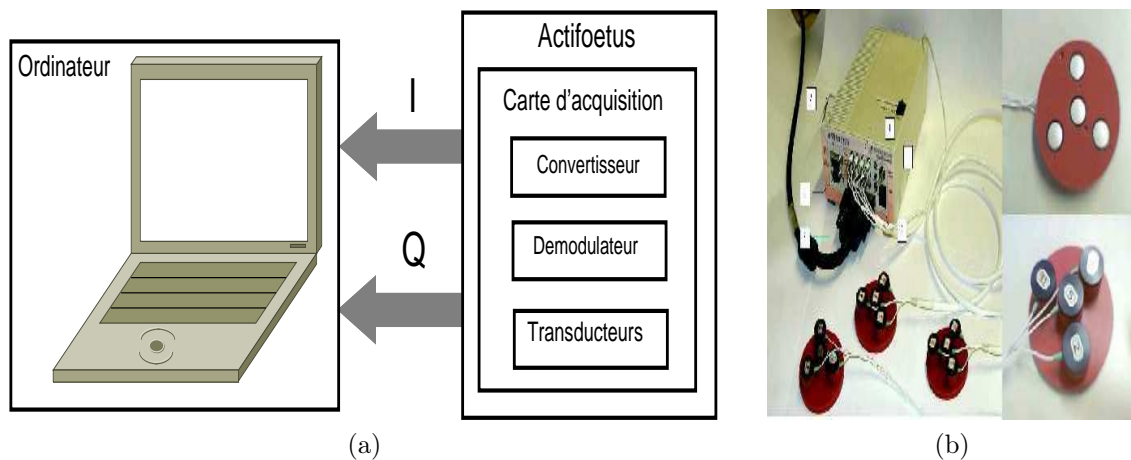 Ordinateur
I
Q
Actifoetus
Carte d'acquisition
Convertisseur
Demodulateur
Transducteurs
(a)
(b)